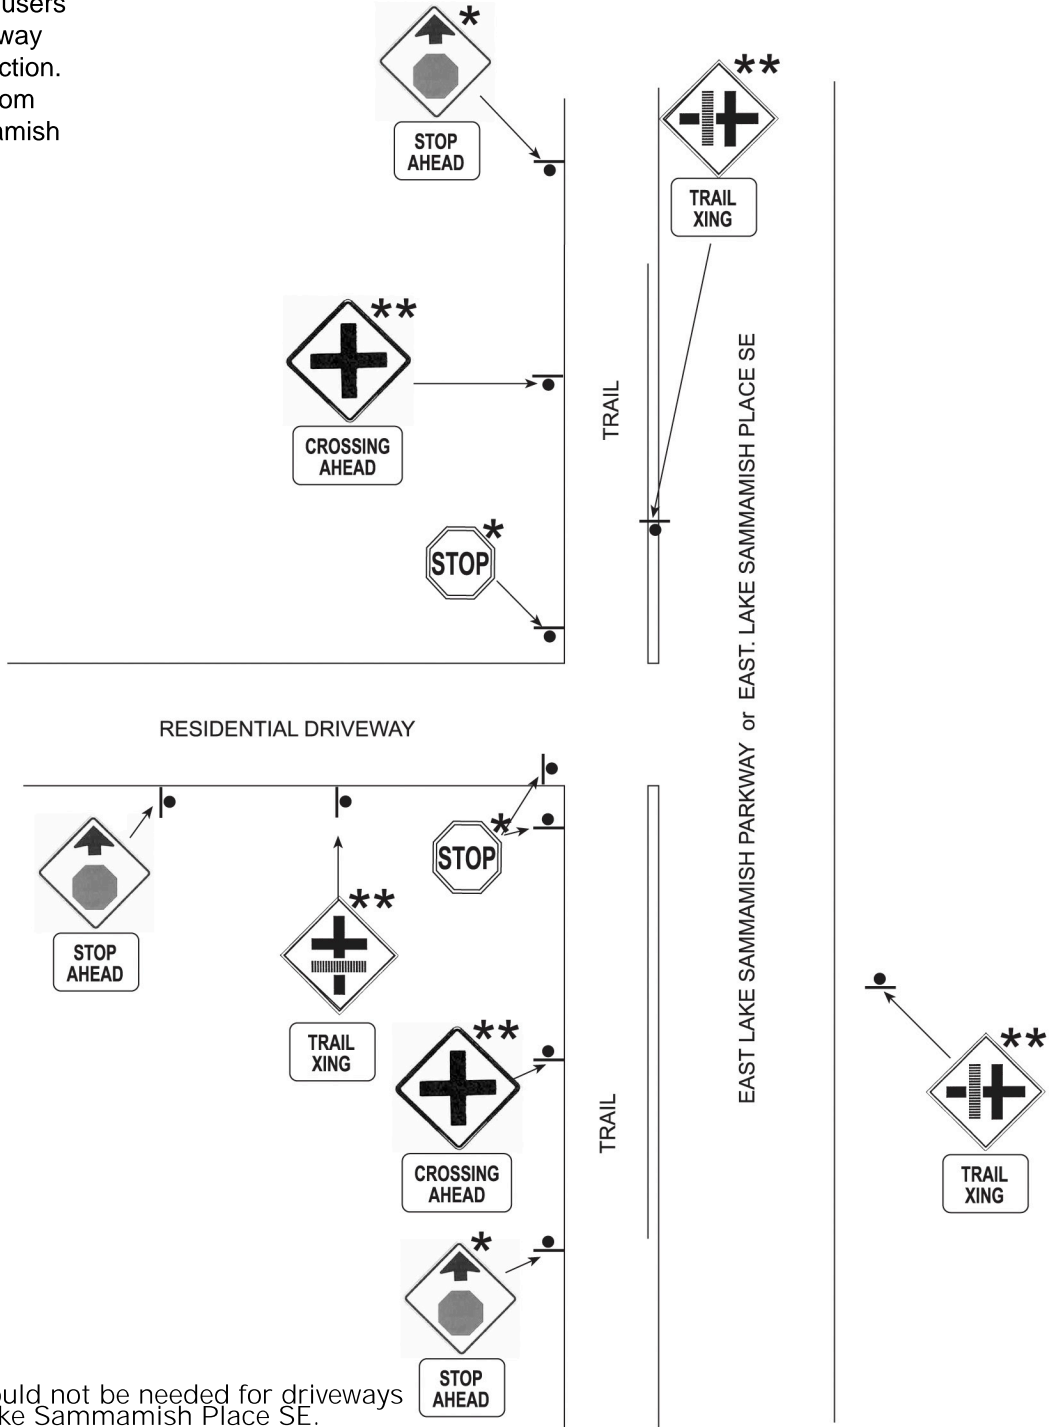 users
way
ction.
om
amish
*
STOP
AHEAD
**
TRAIL
XING
**
CROSSING
AHEAD
TRAIL
EAST LAKE SAMMAMISH PARKWAY or EAST. LAKE SAMMAMISH PLACE SE
*
STOP
RESIDENTIAL DRIVEWAY
*
STOP
STOP
AHEAD
**
TRAIL
XING
**
CROSSING
AHEAD
TRAIL
**
TRAIL
XING
*
STOP
AHEAD
ould not be needed for driveways
ke Sammamish Place SE.